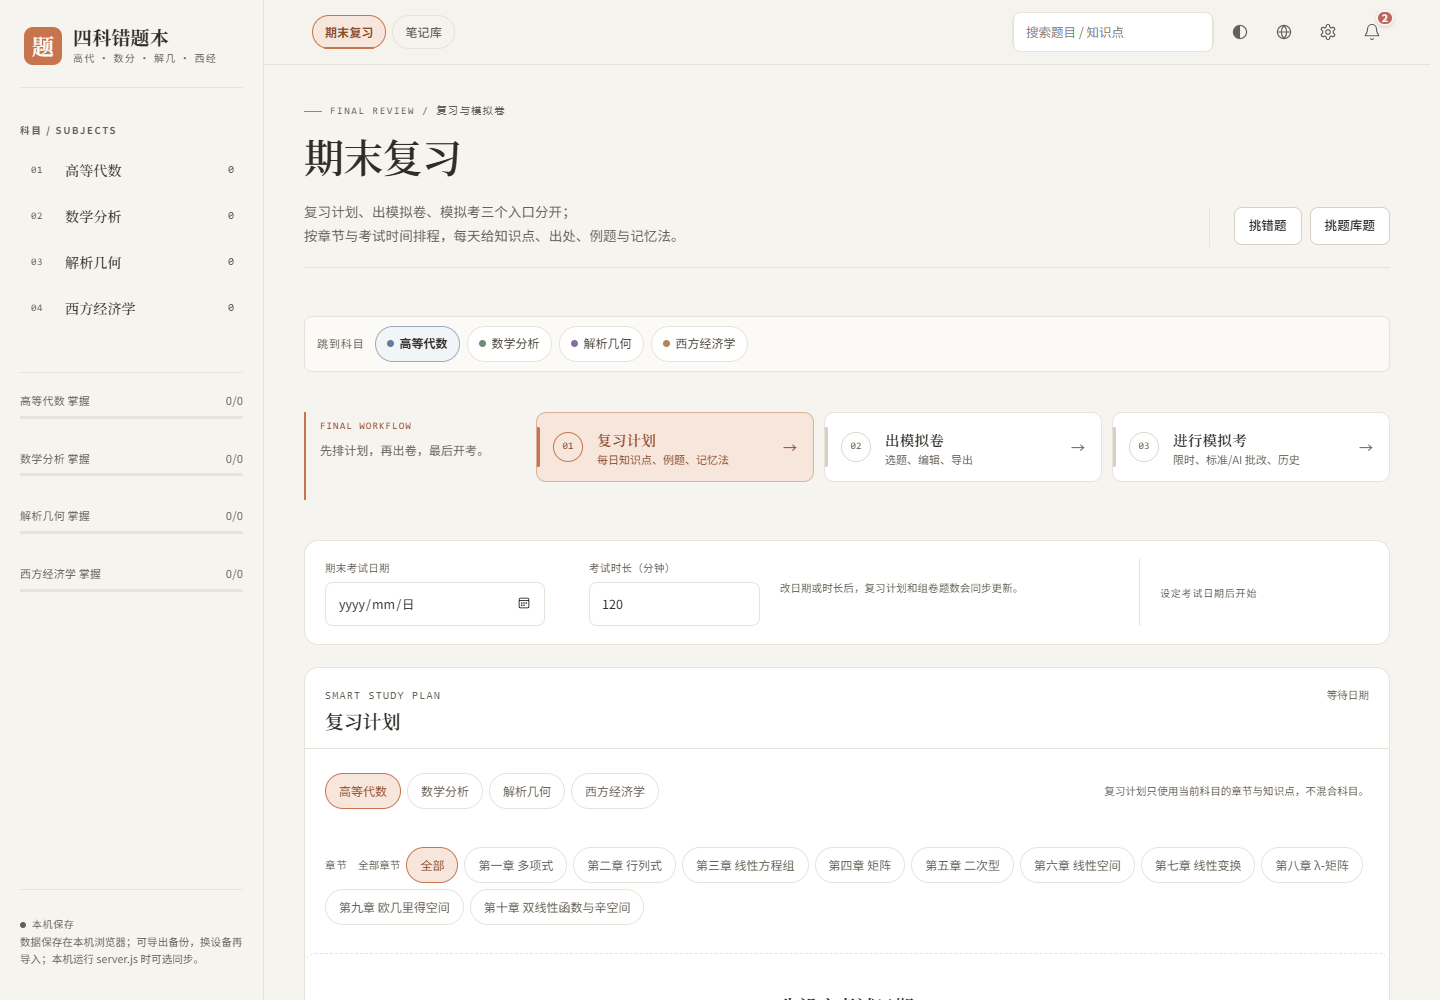 题
四科错题本
高代 · 数分 · 解几 · 西经
科目 / SUBJECTS
01 高等代数 0
02 数学分析 0
03 解析几何 0
04 西方经济学 0
高等代数 掌握 0/0
数学分析 掌握 0/0
解析几何 掌握 0/0
西方经济学 掌握 0/0
本机保存
数据保存在本机浏览器；可导出备份，换设备再
导入；本机运行 server.js 时可选同步。
期末复习 笔记库
搜索题目 / 知识点
2
FINAL REVIEW / 复习与模拟卷
期末复习
复习计划、出模拟卷、模拟考三个入口分开；
按章节与考试时间排程，每天给知识点、出处、例题与记忆法。
挑错题 挑题库题
跳到科目 高等代数 数学分析 解析几何 西方经济学
FINAL WORKFLOW
先排计划，再出卷，最后开考。
01 复习计划 →
每日知识点、例题、记忆法
02 出模拟卷 →
选题、编辑、导出
03 进行模拟考 →
限时、标准/AI 批改、历史
期末考试日期
yyyy/mm/日
考试时长（分钟）
120
改日期或时长后，复习计划和组卷题数会同步更新。
设定考试日期后开始
SMART STUDY PLAN
复习计划
等待日期
高等代数 数学分析 解析几何 西方经济学
复习计划只使用当前科目的章节与知识点，不混合科目。
章节 全部章节 全部 第一章 多项式 第二章 行列式 第三章 线性方程组 第四章 矩阵 第五章 二次型 第六章 线性空间 第七章 线性变换 第八章 λ-矩阵
第九章 欧几里得空间 第十章 双线性函数与辛空间